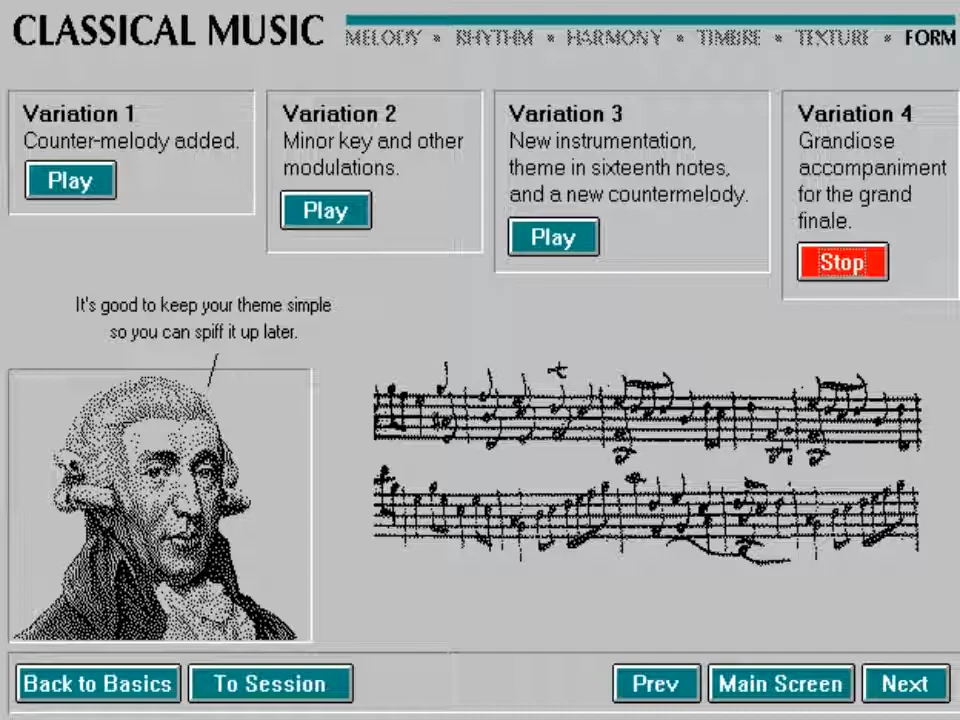 CLASSICAL MUSIC
MELODY • RHYTHM • HARMONY • TIMBRE • TEXTURE • FORM
Variation 1
Counter-melody added.
Play
Variation 2
Minor key and other
modulations.
Play
Variation 3
New instrumentation,
theme in sixteenth notes,
and a new countermelody.
Play
Variation 4
Grandiose
accompaniment
for the grand
finale.
Stop
It's good to keep your theme simple
so you can spiff it up later.
Back to Basics
To Session
Prev
Main Screen
Next